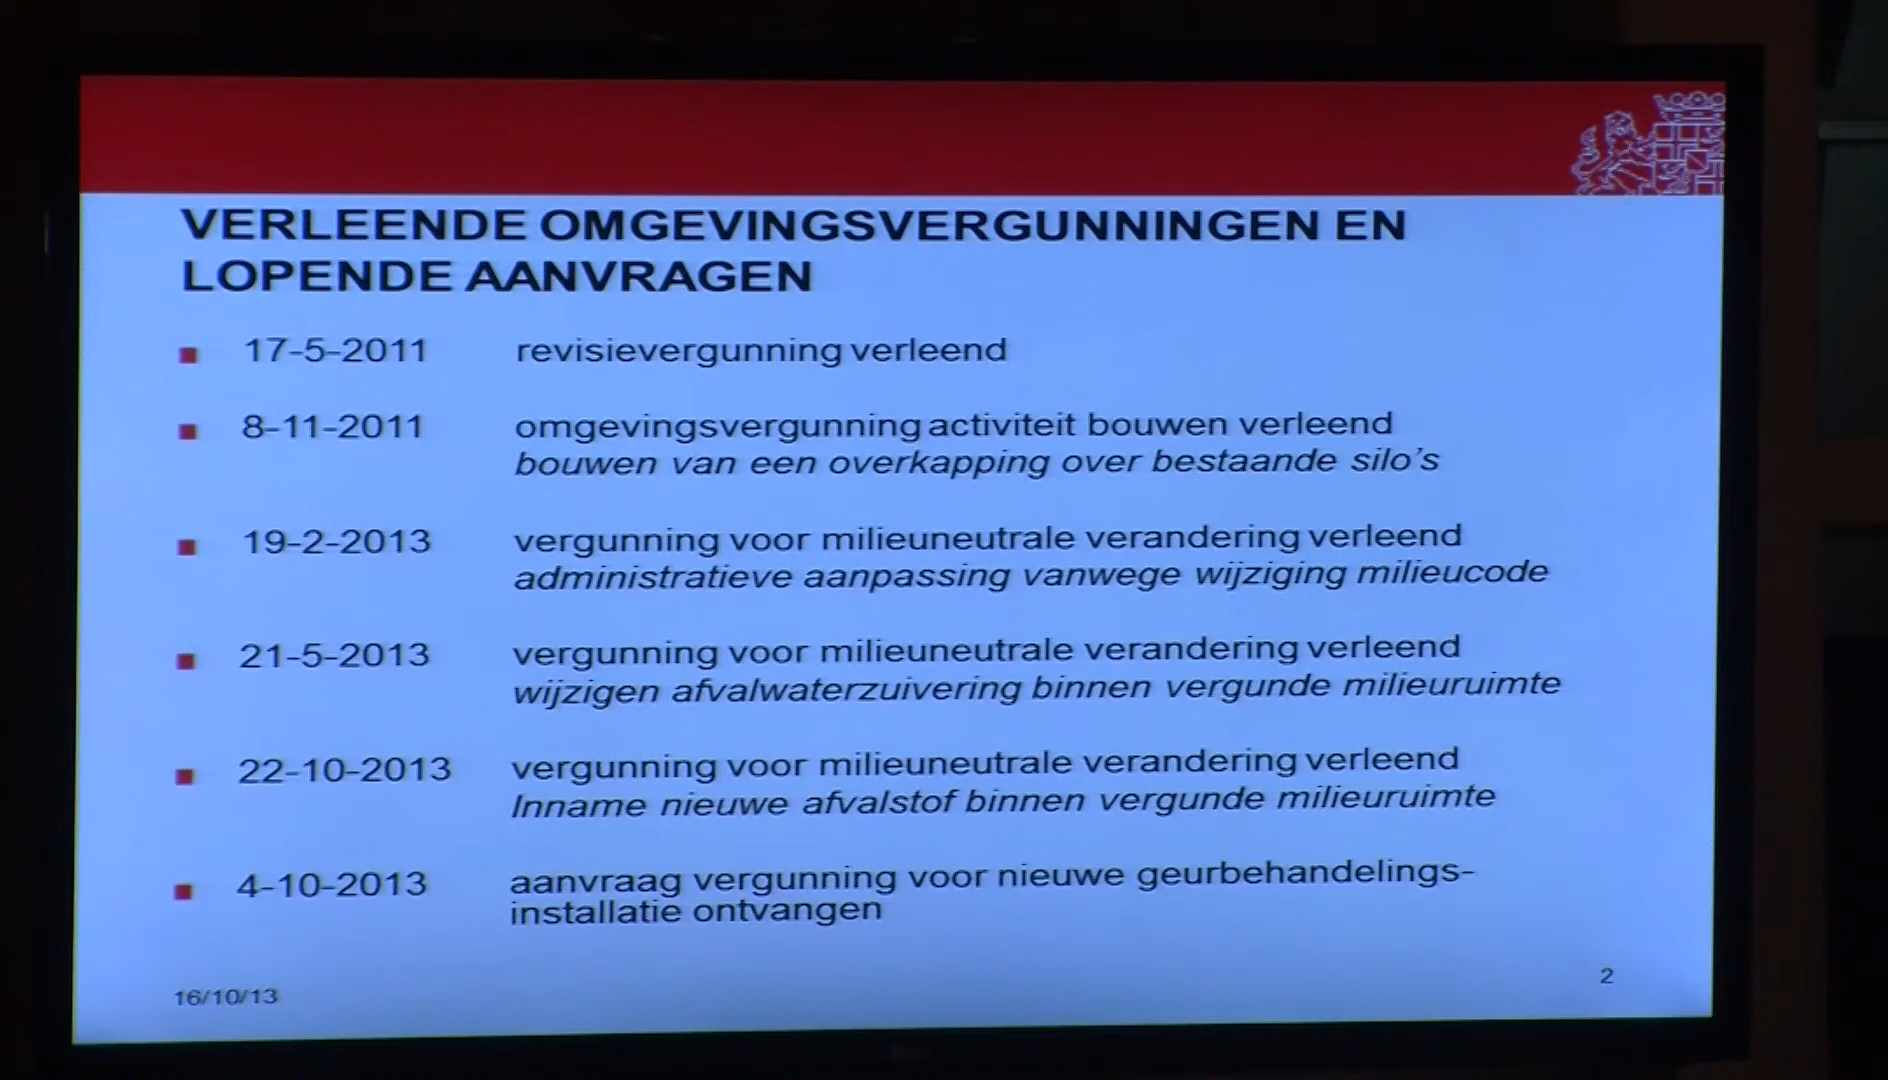 VERLEENDE OMGEVINGSVERGUNNINGEN EN
LOPENDE AANVRAGEN
17-5-2011 revisievergunning verleend
8-11-2011 omgevingsvergunning activiteit bouwen verleend
bouwen van een overkapping over bestaande silo's
19-2-2013 vergunning voor milieuneutrale verandering verleend
administratieve aanpassing vanwege wijziging milieucode
21-5-2013 vergunning voor milieuneutrale verandering verleend
wijzigen afvalwaterzuivering binnen vergunde milieuruimte
22-10-2013 vergunning voor milieuneutrale verandering verleend
Inname nieuwe afvalstof binnen vergunde milieuruimte
4-10-2013 aanvraag vergunning voor nieuwe geurbehandelings-
installatie ontvangen
16/10/13
2